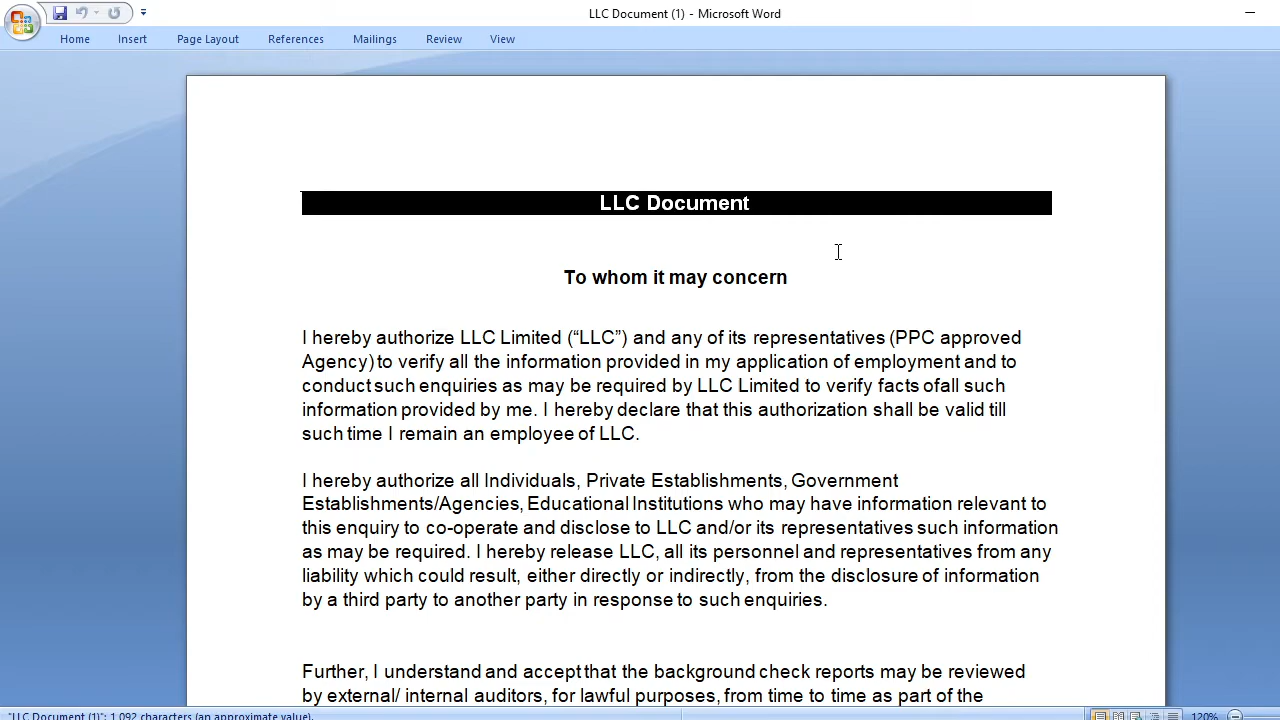 LLC Document (1) - Microsoft Word
Home Insert Page Layout References Mailings Review View
LLC Document
To whom it may concern
I hereby authorize LLC Limited (“LLC”) and any of its representatives (PPC approved
Agency) to verify all the information provided in my application of employment and to
conduct such enquiries as may be required by LLC Limited to verify facts ofall such
information provided by me. I hereby declare that this authorization shall be valid till
such time I remain an employee of LLC.
I hereby authorize all Individuals, Private Establishments, Government
Establishments/Agencies, Educational Institutions who may have information relevant to
this enquiry to co-operate and disclose to LLC and/or its representatives such information
as may be required. I hereby release LLC, all its personnel and representatives from any
liability which could result, either directly or indirectly, from the disclosure of information
by a third party to another party in response to such enquiries.
Further, I understand and accept that the background check reports may be reviewed
by external/ internal auditors, for lawful purposes, from time to time as part of the
"LLC Document (1)": 1,092 characters (an approximate value). 120%